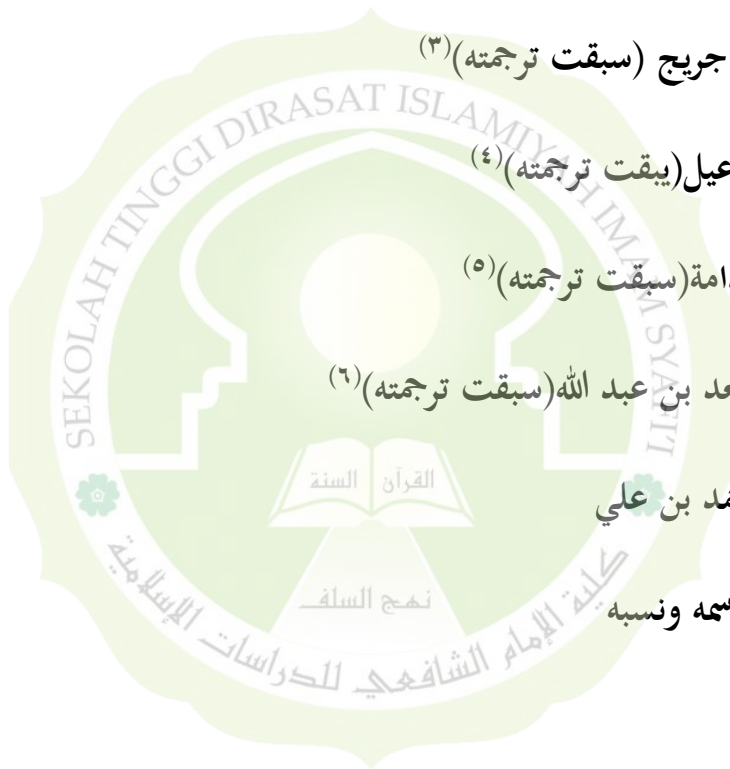 جريج (سبقت ترجمته)(٣)
عيل(يبقت ترجمته)(٤)
امة(سبقت ترجمته)(٥)
عد بن عبد الله(سبقت ترجمته)(٦)
مد بن علي
سمه ونسبه
SEKOLAH TINGGI DIRASAT ISLAMIYAH IMAM SYAFI'I
القرآن السنة
نهج السلف
كلية الإمام الشافعي للدراسات الإسلامية